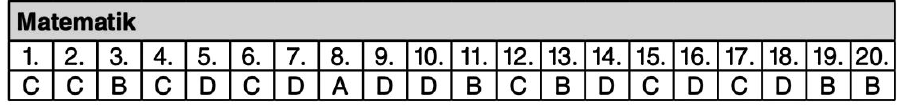 Matematik
1. 2. 3. 4. 5. 6. 7. 8. 9. 10. 11. 12. 13. 14. 15. 16. 17. 18. 19. 20.
C C B C D C D A D D B C B D C D C D B B